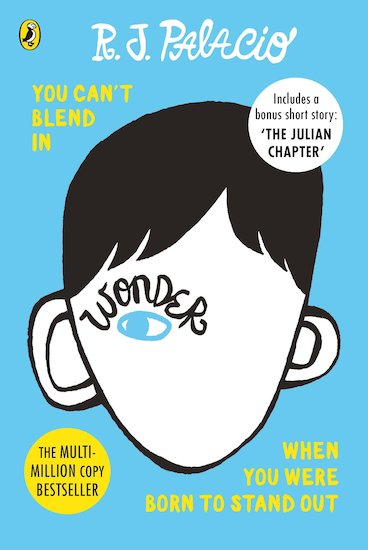 R. J. PALACIO
YOU CAN'T
BLEND
IN
Includes a
bonus short story:
'THE JULIAN
CHAPTER'
WONDER
THE MULTI-
MILLION COPY
BESTSELLER
WHEN
YOU WERE
BORN TO STAND OUT